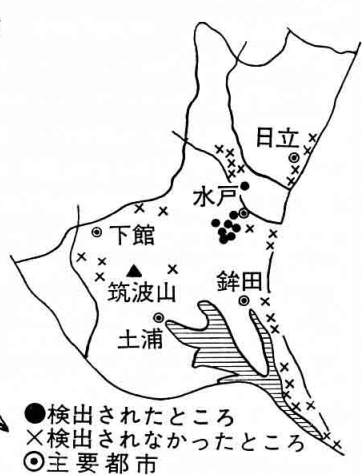 日立
水戸
下館
筑波山
鉾田
土浦
●検出されたところ
×検出されなかったところ
◎主要都市